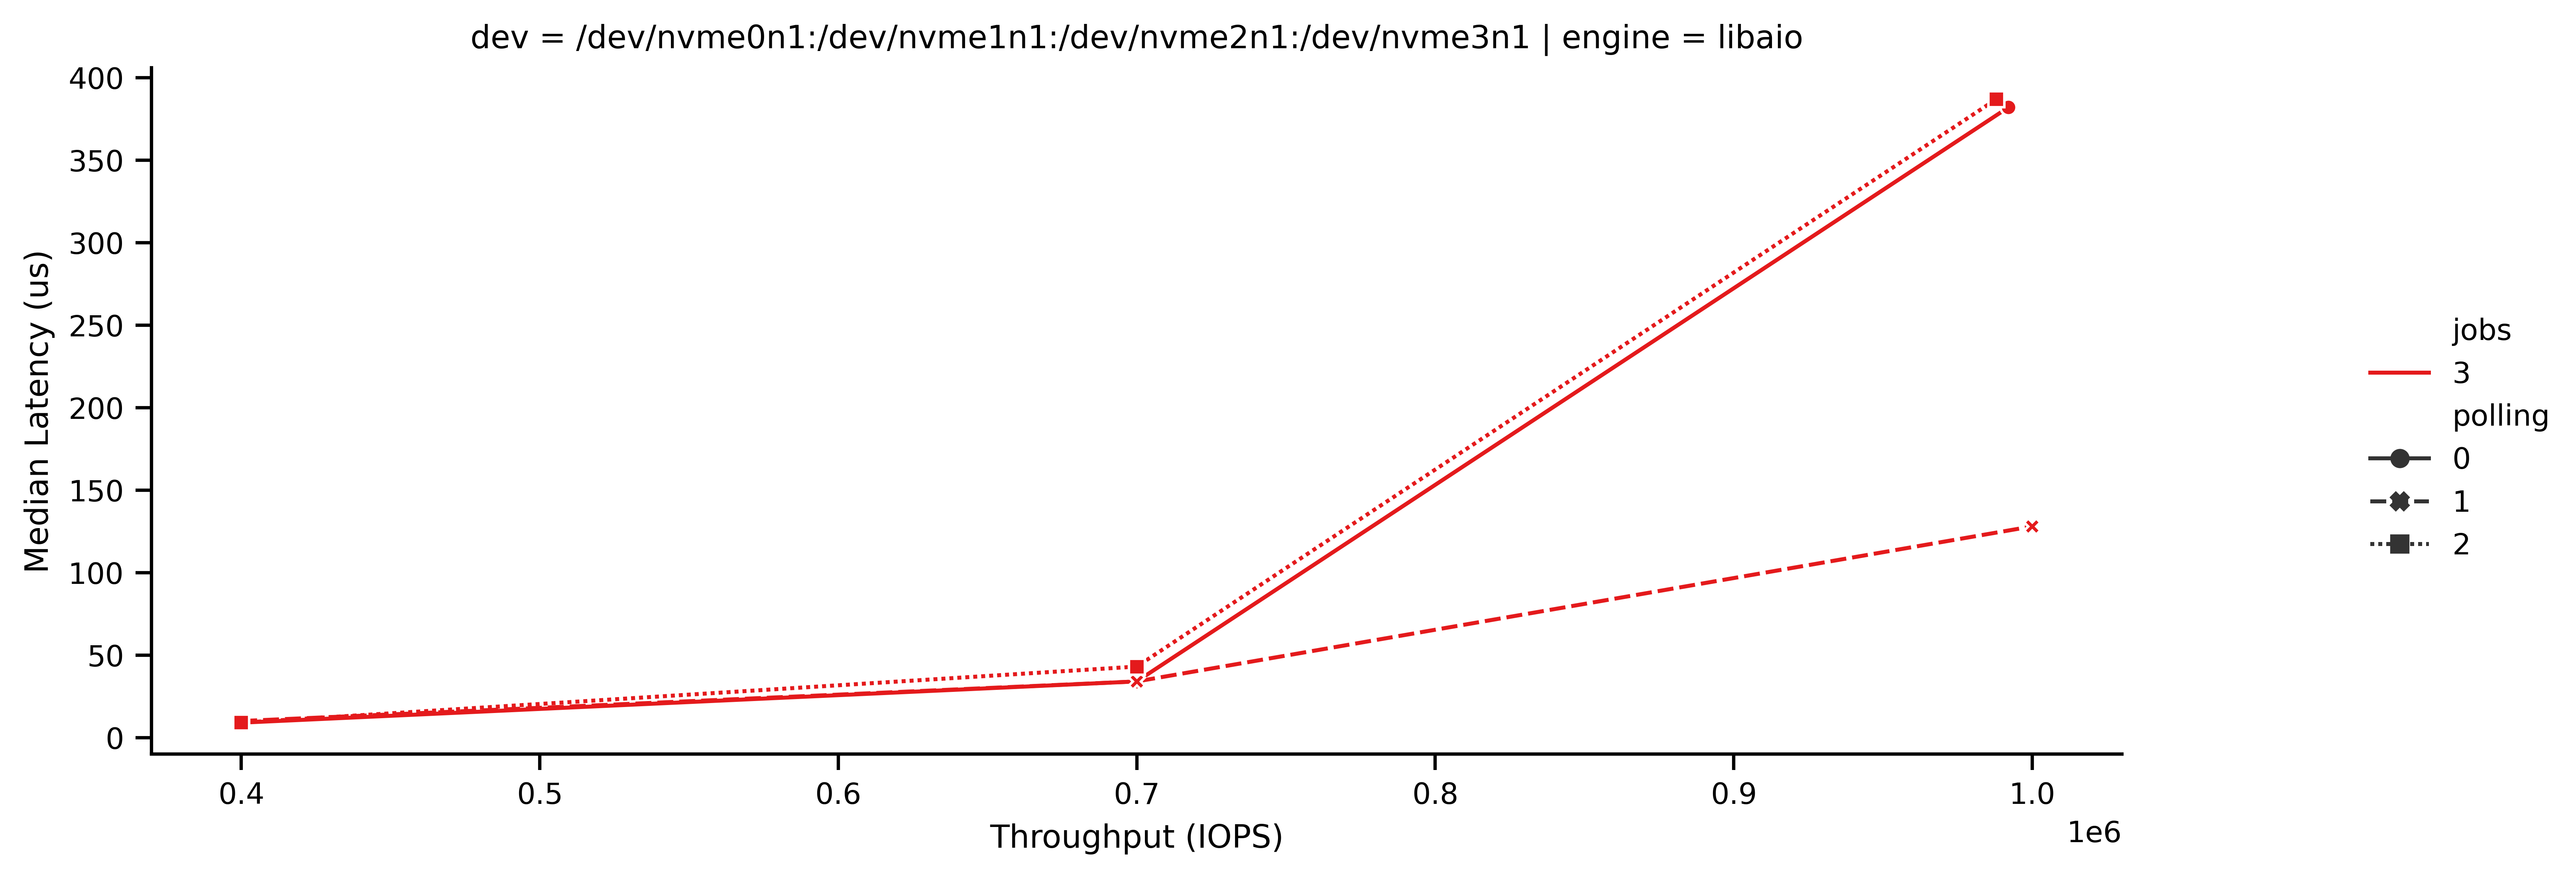 dev = /dev/nvme0n1:/dev/nvme1n1:/dev/nvme2n1:/dev/nvme3n1 | engine = libaio
400
350
300
250
200
150
100
50
0
Median Latency (us)
0.4 0.5 0.6 0.7 0.8 0.9 1.0
1e6
Throughput (IOPS)
jobs
3
polling
0
1
2